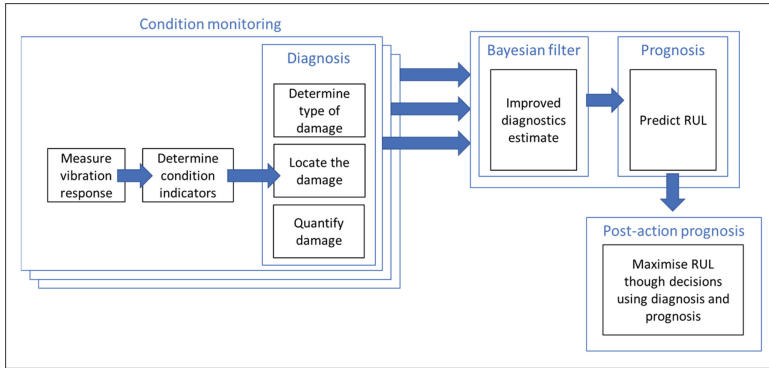 Condition monitoring
Diagnosis
Determine
type of
damage
Measure
vibration
response
Determine
condition
indicators
Locate the
damage
Quantify
damage
Bayesian filter
Improved
diagnostics
estimate
Prognosis
Predict RUL
Post-action prognosis
Maximise RUL
though decisions
using diagnosis and
prognosis